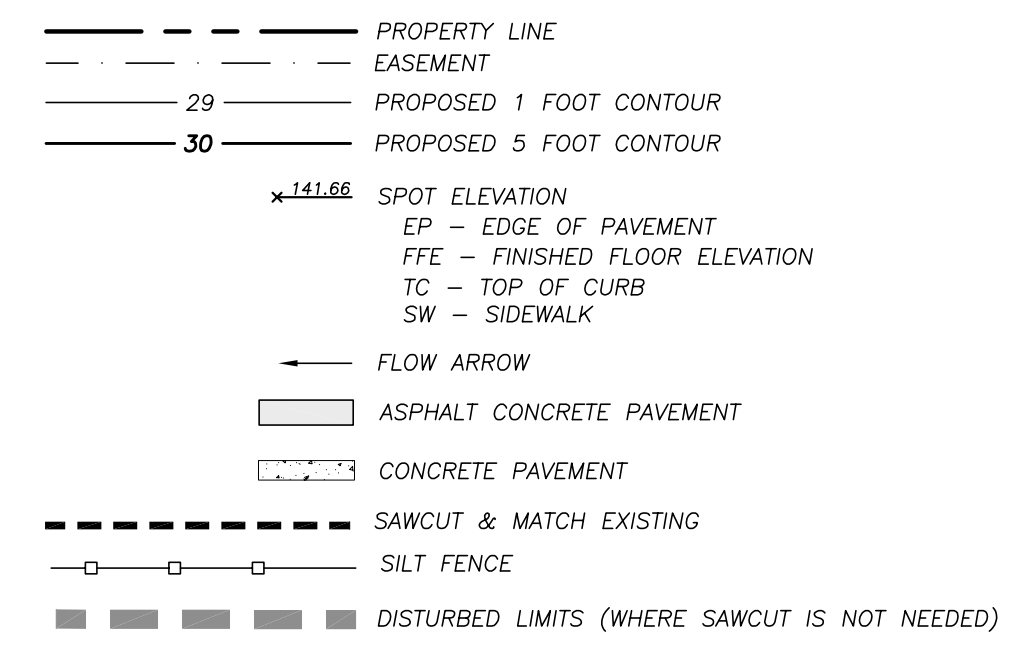 PROPERTY LINE
EASEMENT
29 PROPOSED 1 FOOT CONTOUR
30 PROPOSED 5 FOOT CONTOUR
141.66 SPOT ELEVATION
EP – EDGE OF PAVEMENT
FFE – FINISHED FLOOR ELEVATION
TC – TOP OF CURB
SW – SIDEWALK
FLOW ARROW
ASPHALT CONCRETE PAVEMENT
CONCRETE PAVEMENT
SAWCUT & MATCH EXISTING
SILT FENCE
DISTURBED LIMITS (WHERE SAWCUT IS NOT NEEDED)